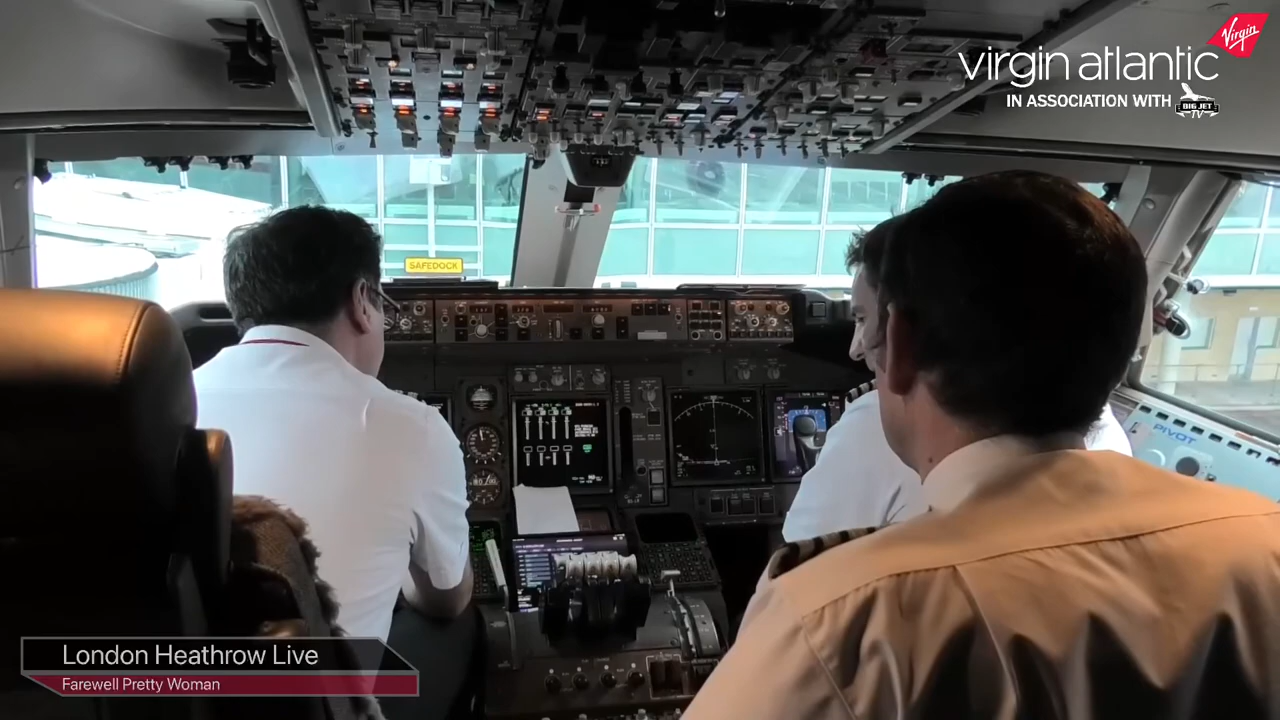 Virgin
virgin atlantic
IN ASSOCIATION WITH
BIG JET
TV
SAFEDOCK
PIVOT
London Heathrow Live
Farewell Pretty Woman